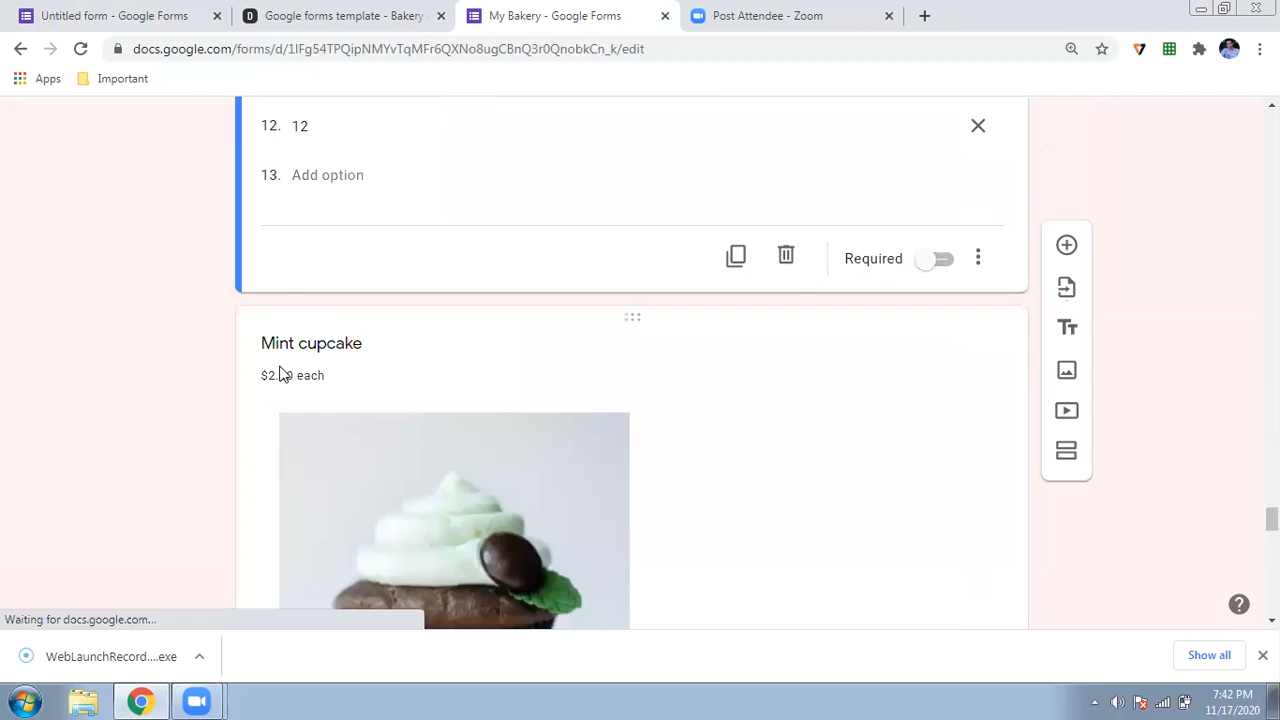 Untitled form - Google Forms
Google forms template - Bakery
My Bakery - Google Forms
Post Attendee - Zoom
docs.google.com/forms/d/1lFg54TPQipNMYvTqMFr6QXNo8ugCBnQ3r0QnobkCn_k/edit
Apps
Important
12. 12
13. Add option
Required
Mint cupcake
each
Waiting for docs.google.com...
WebLaunchRecord....exe
Show all
7:42 PM
11/17/2020